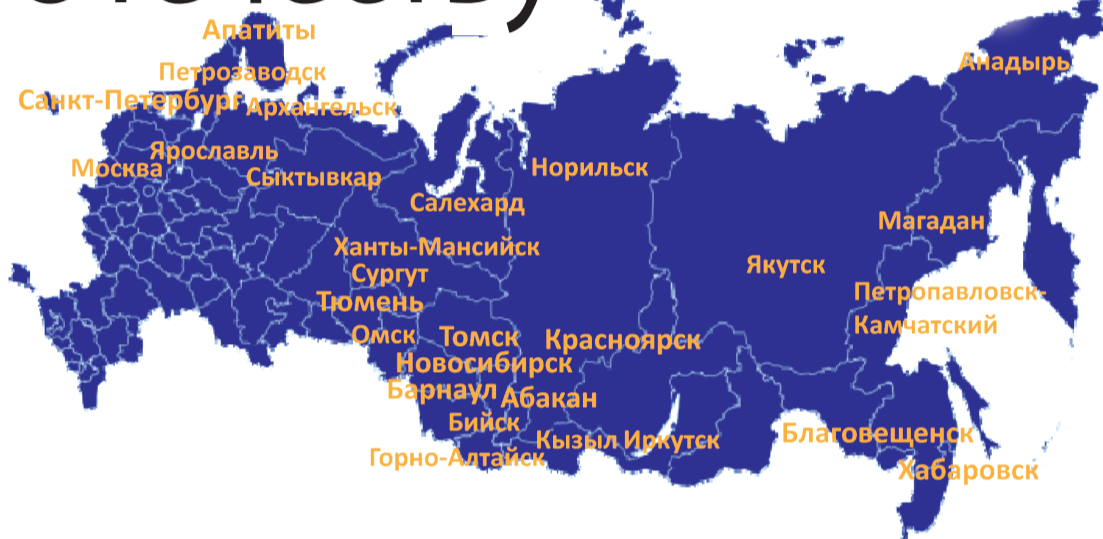 Апатиты
Петрозаводск
Санкт-Петербург
Архангельск
Анадырь
Ярославль
Москва
Сыктывкар
Норильск
Салехард
Магадан
Ханты-Мансийск
Сургут
Якутск
Тюмень
Петропавловск-
Камчатский
Омск
Томск
Красноярск
Новосибирск
Барнаул
Абакан
Бийск
Кызыл
Иркутск
Благовещенск
Горно-Алтайск
Хабаровск